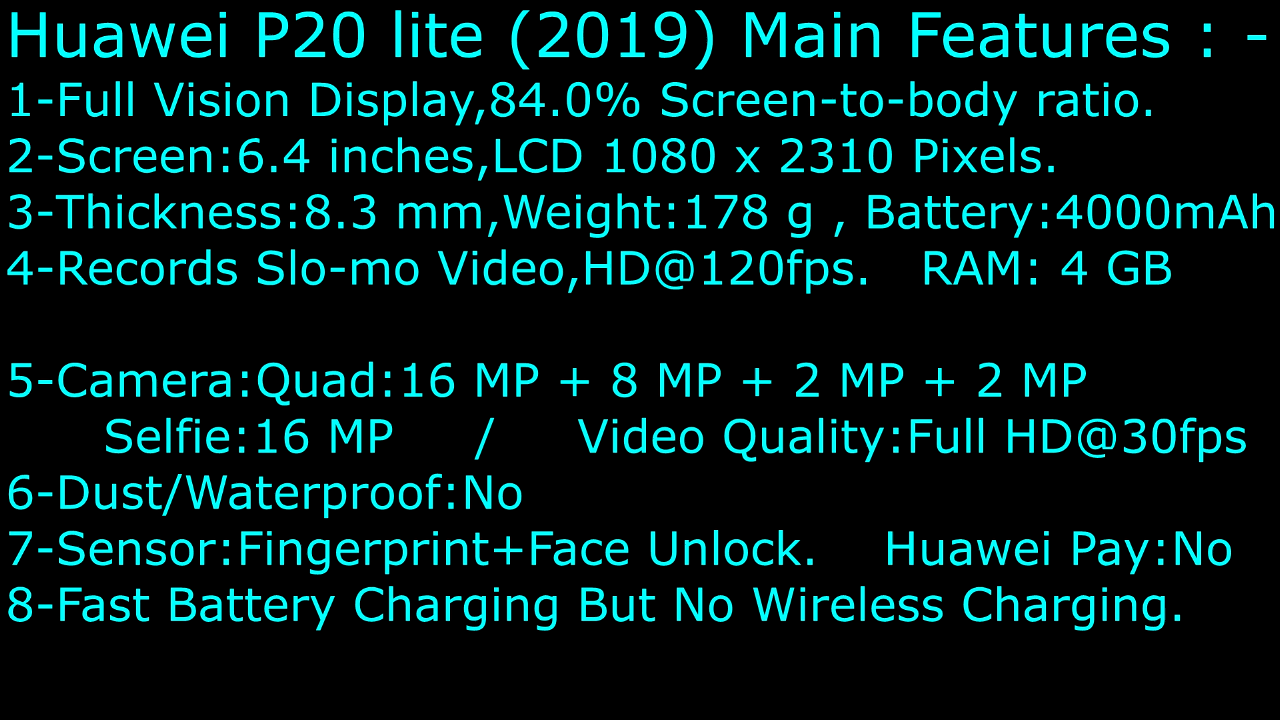 Huawei P20 lite (2019) Main Features : -
1-Full Vision Display,84.0% Screen-to-body ratio.
2-Screen:6.4 inches,LCD 1080 x 2310 Pixels.
3-Thickness:8.3 mm,Weight:178 g , Battery:4000mAh
4-Records Slo-mo Video,HD@120fps. RAM: 4 GB
5-Camera:Quad:16 MP + 8 MP + 2 MP + 2 MP
Selfie:16 MP / Video Quality:Full HD@30fps
6-Dust/Waterproof:No
7-Sensor:Fingerprint+Face Unlock. Huawei Pay:No
8-Fast Battery Charging But No Wireless Charging.